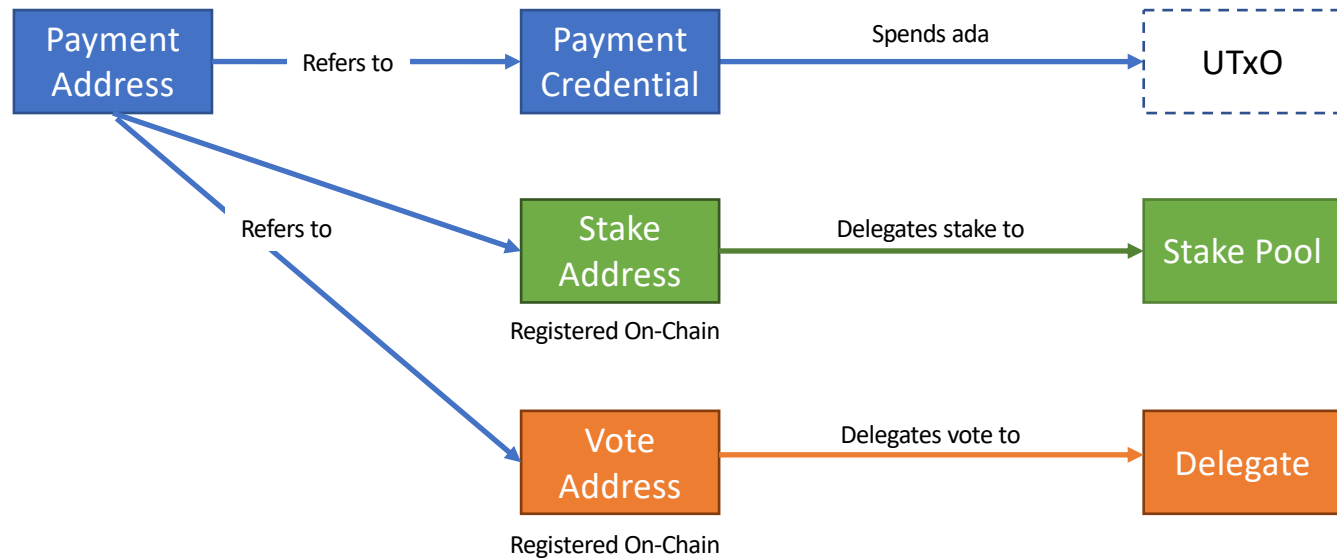 Payment
Address
Refers to
Payment
Credential
Spends ada
UTxO
Refers to
Stake
Address
Delegates stake to
Stake Pool
Registered On-Chain
Vote
Address
Delegates vote to
Delegate
Registered On-Chain